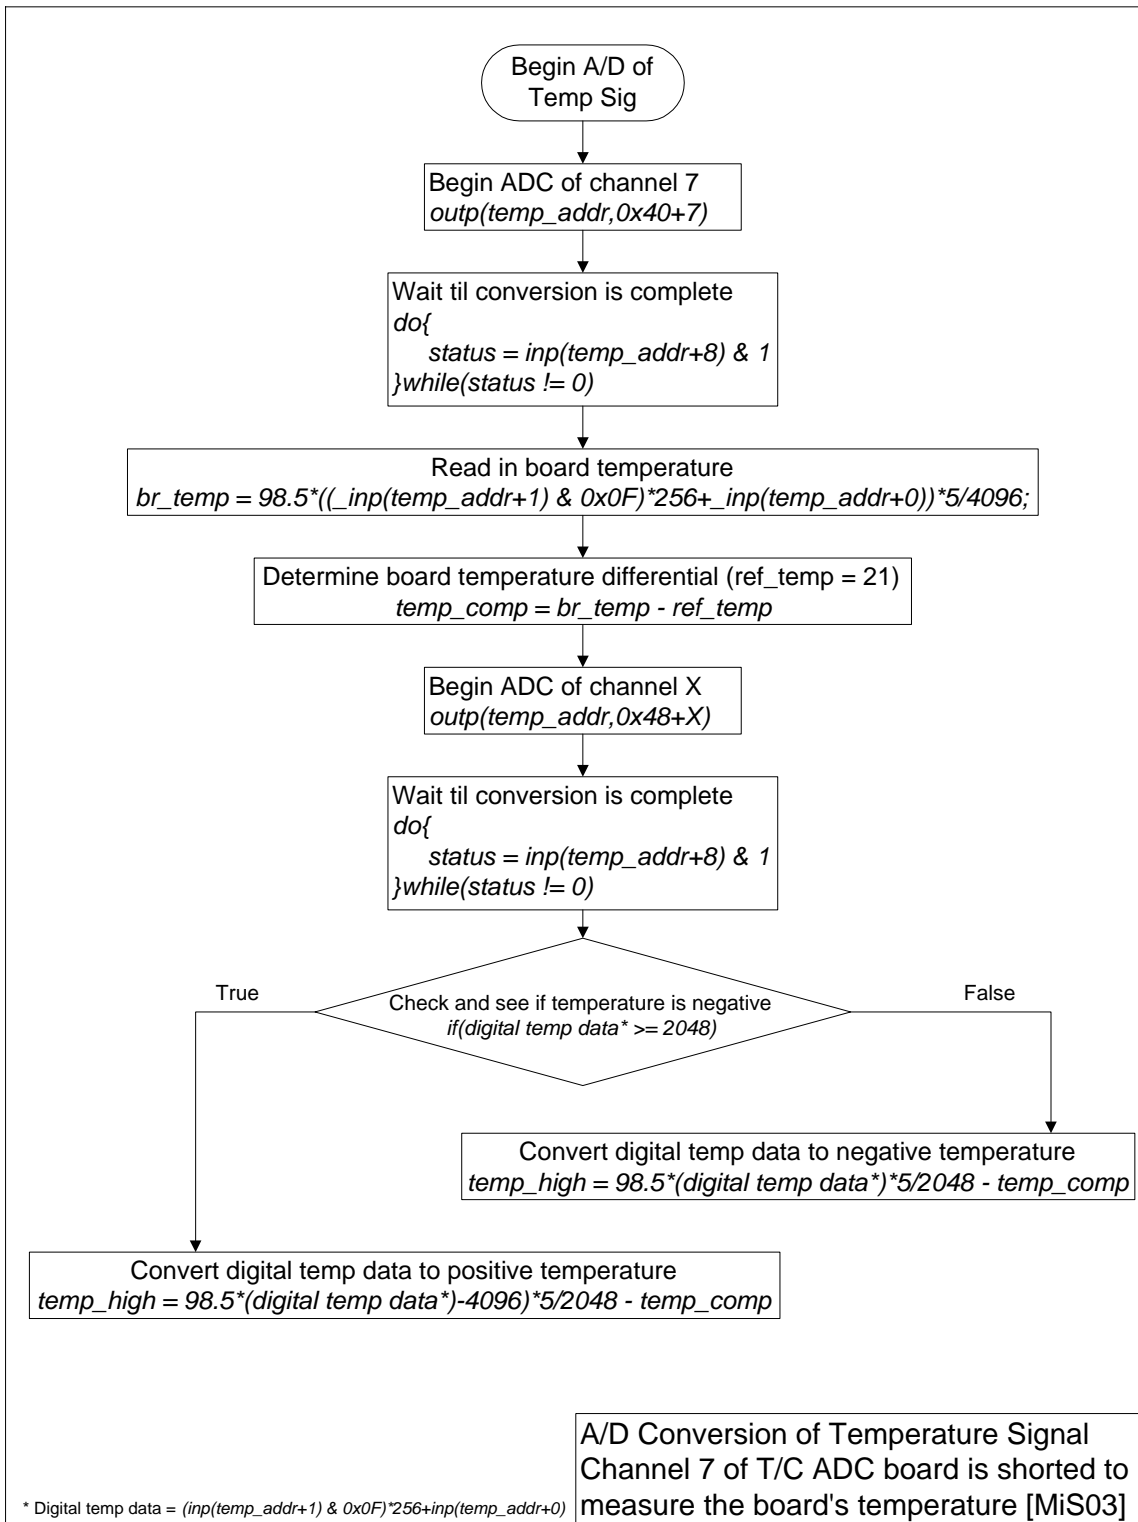 Begin A/D of
Temp Sig
Begin ADC of channel 7
outp(temp_addr,0x40+7)
Wait til conversion is complete
do{
status = inp(temp_addr+8) & 1
}while(status != 0)
Read in board temperature
br_temp = 98.5*((_inp(temp_addr+1) & 0x0F)*256+_inp(temp_addr+0))*5/4096;
Determine board temperature differential (ref_temp = 21)
temp_comp = br_temp - ref_temp
Begin ADC of channel X
outp(temp_addr,0x48+X)
Wait til conversion is complete
do{
status = inp(temp_addr+8) & 1
}while(status != 0)
True
Check and see if temperature is negative
if(digital temp data* >= 2048)
False
Convert digital temp data to negative temperature
temp_high = 98.5*(digital temp data*)*5/2048 - temp_comp
Convert digital temp data to positive temperature
temp_high = 98.5*(digital temp data*)-4096)*5/2048 - temp_comp
A/D Conversion of Temperature Signal
Channel 7 of T/C ADC board is shorted to
measure the board's temperature [MiS03]
* Digital temp data = (inp(temp_addr+1) & 0x0F)*256+inp(temp_addr+0)